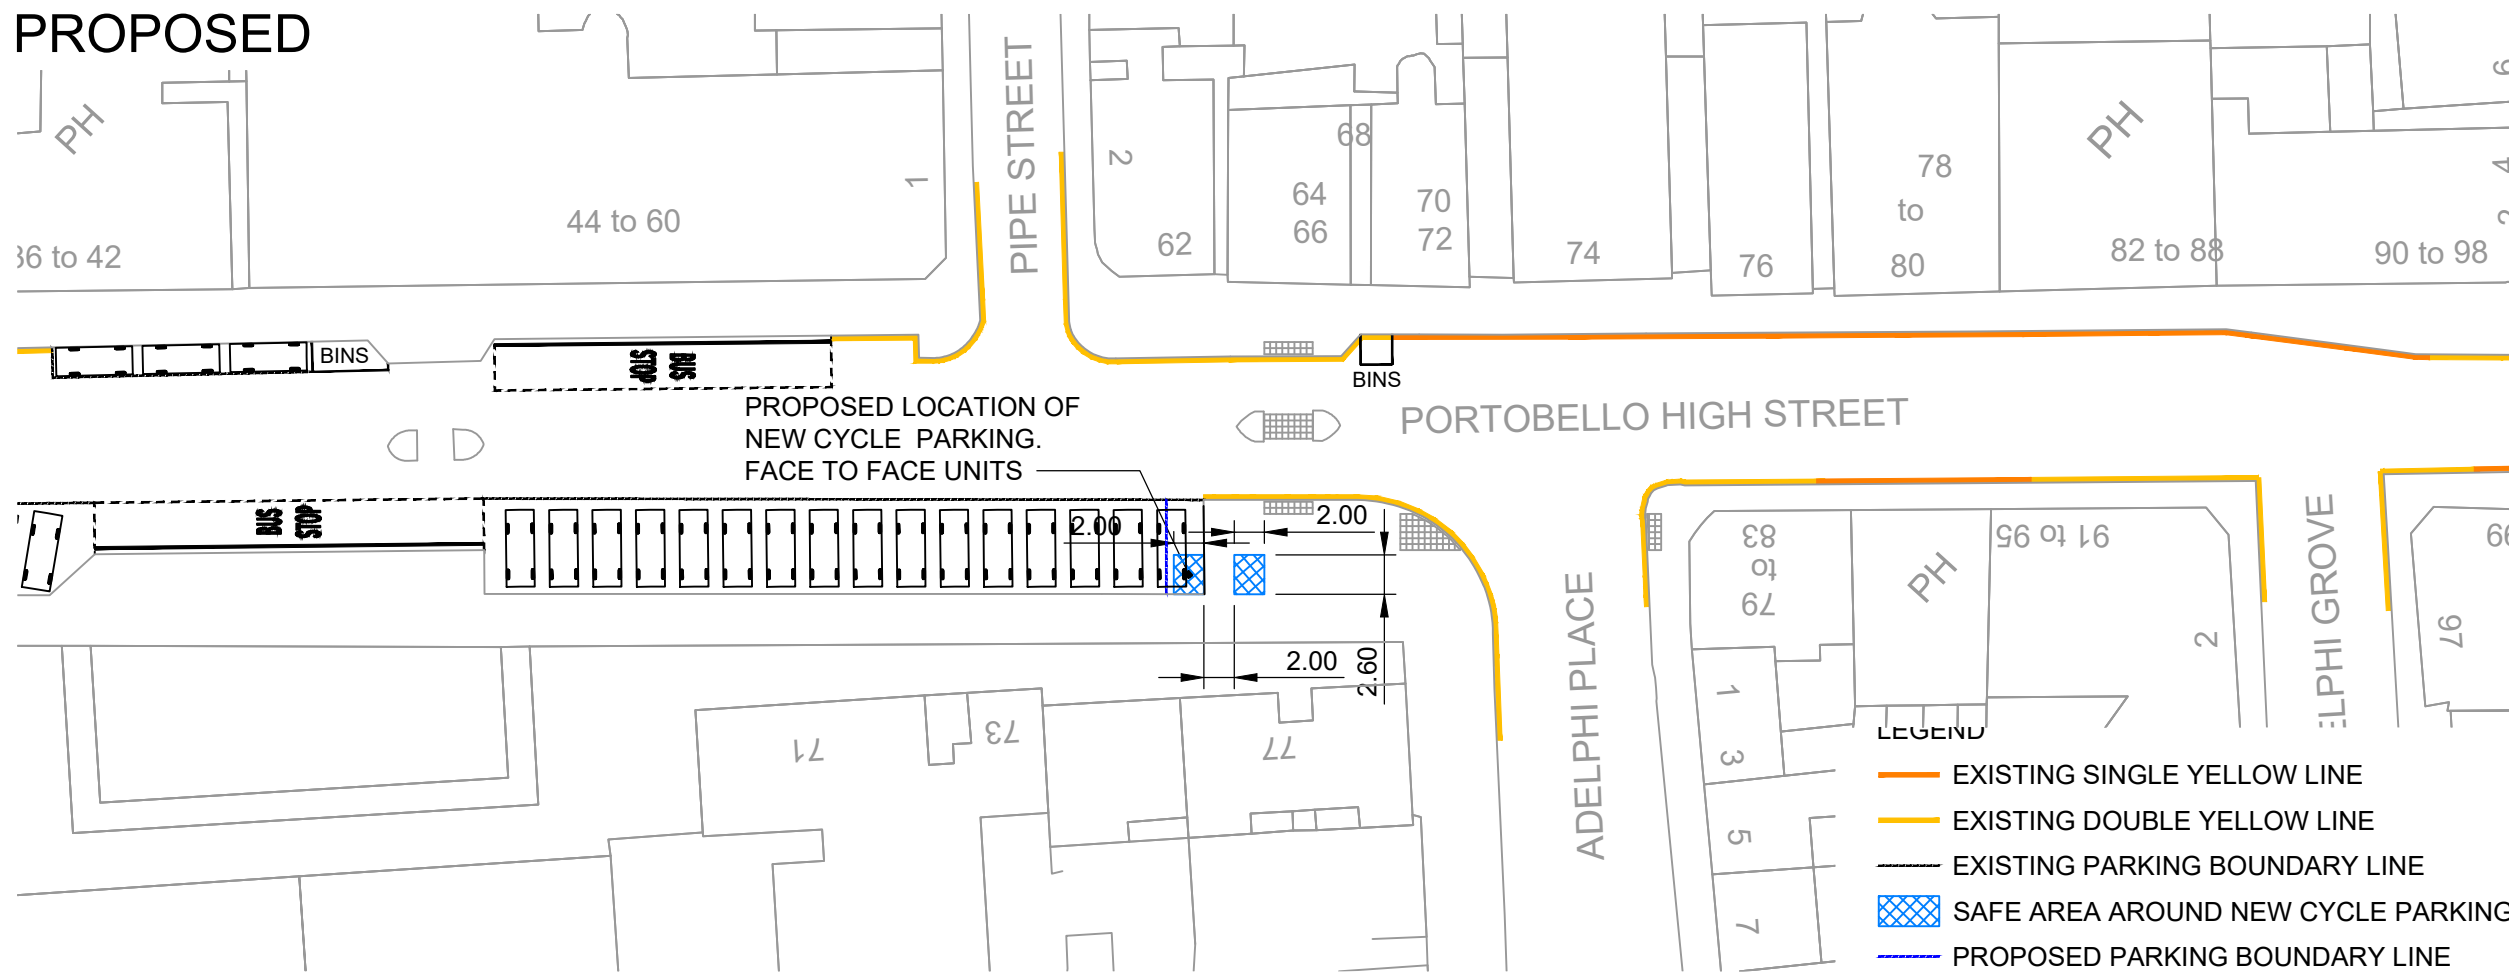 PROPOSED
PH
36 to 42
44 to 60
1
PIPE STREET
2
62
64
66
68
70
72
74
76
78
to
80
PH
82 to 88
90 to 98
4
BINS
BUS
STOP
BINS
PROPOSED LOCATION OF
NEW CYCLE PARKING.
FACE TO FACE UNITS
PORTOBELLO HIGH STREET
BUS
STOP
2.00
2.00
2.00
2.60
71
73
77
ADELPHI PLACE
83
to
79
PH
91 to 95
2
ELPHI GROVE
99
97
1
3
5
7
LEGEND
EXISTING SINGLE YELLOW LINE
EXISTING DOUBLE YELLOW LINE
EXISTING PARKING BOUNDARY LINE
SAFE AREA AROUND NEW CYCLE PARKING
PROPOSED PARKING BOUNDARY LINE